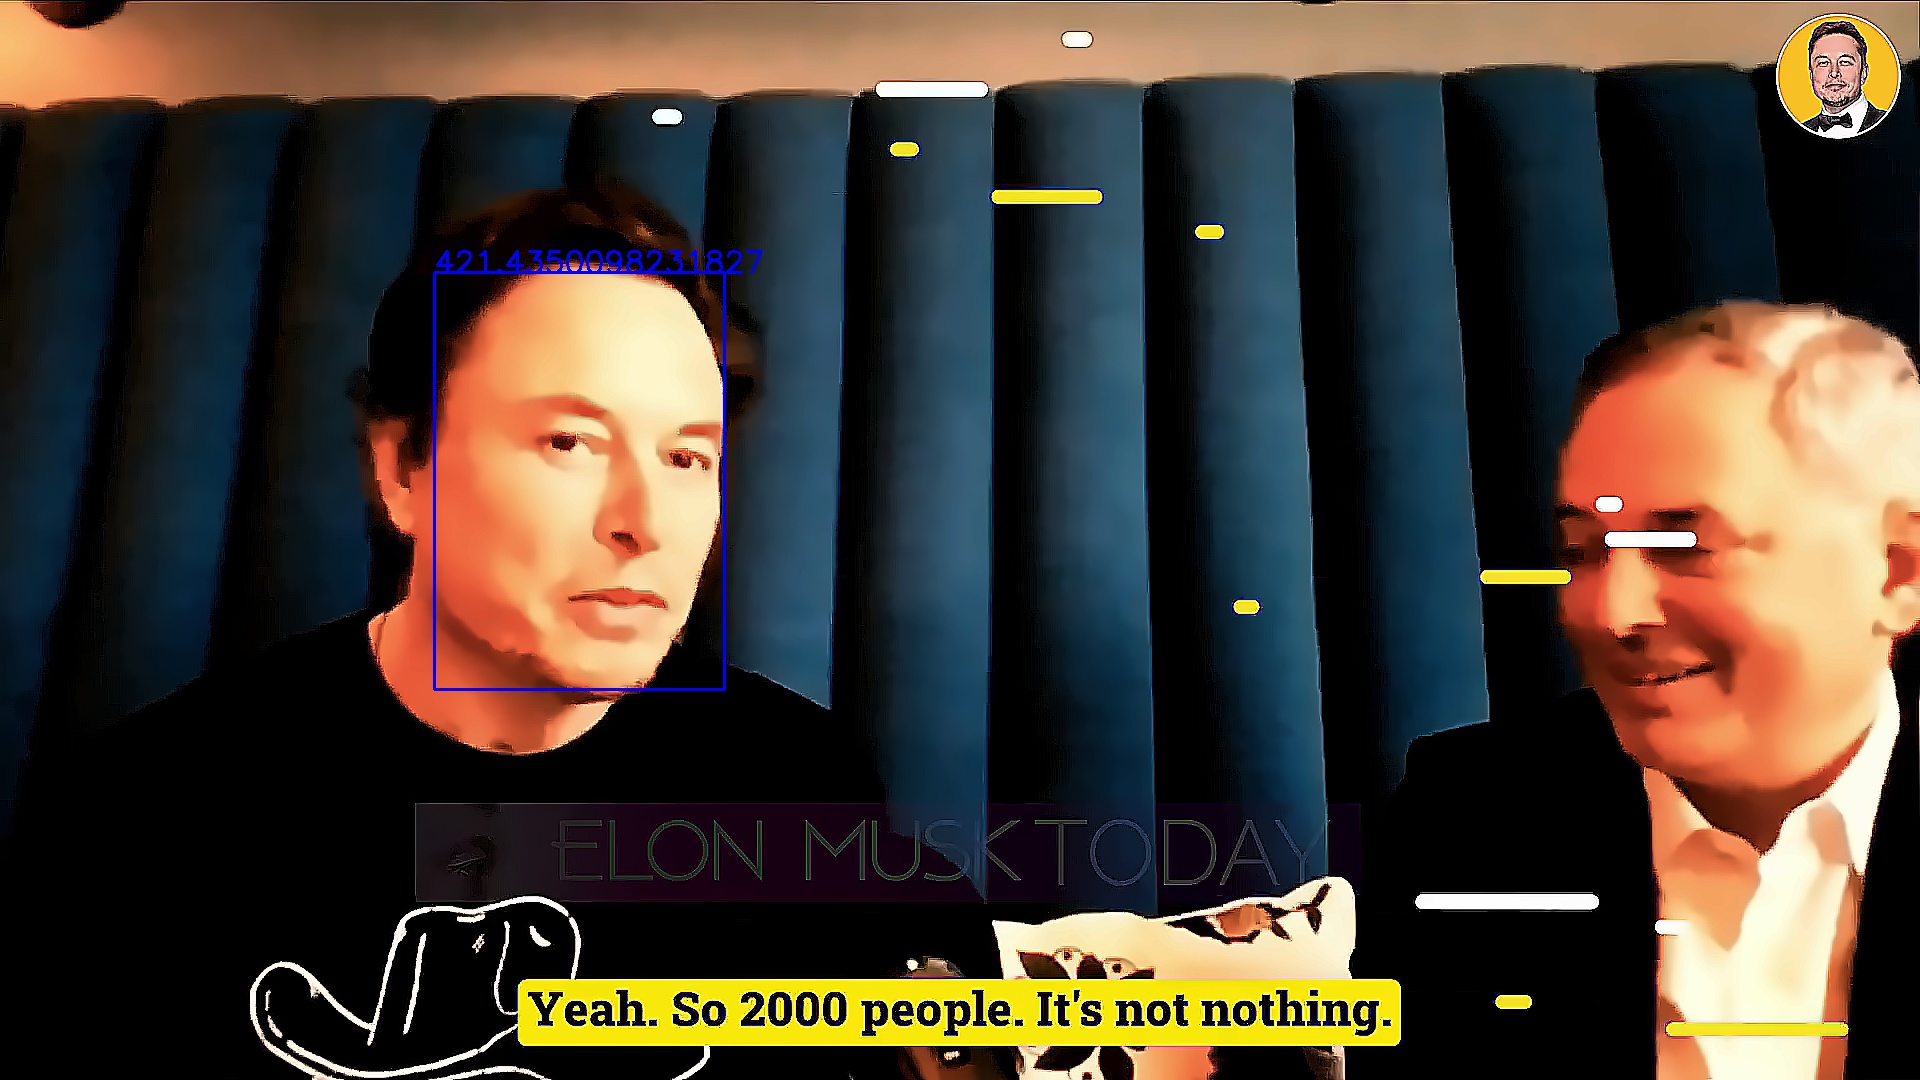 421.4350098231827
ELON MUSK TODAY
Yeah. So 2000 people. It's not nothing.